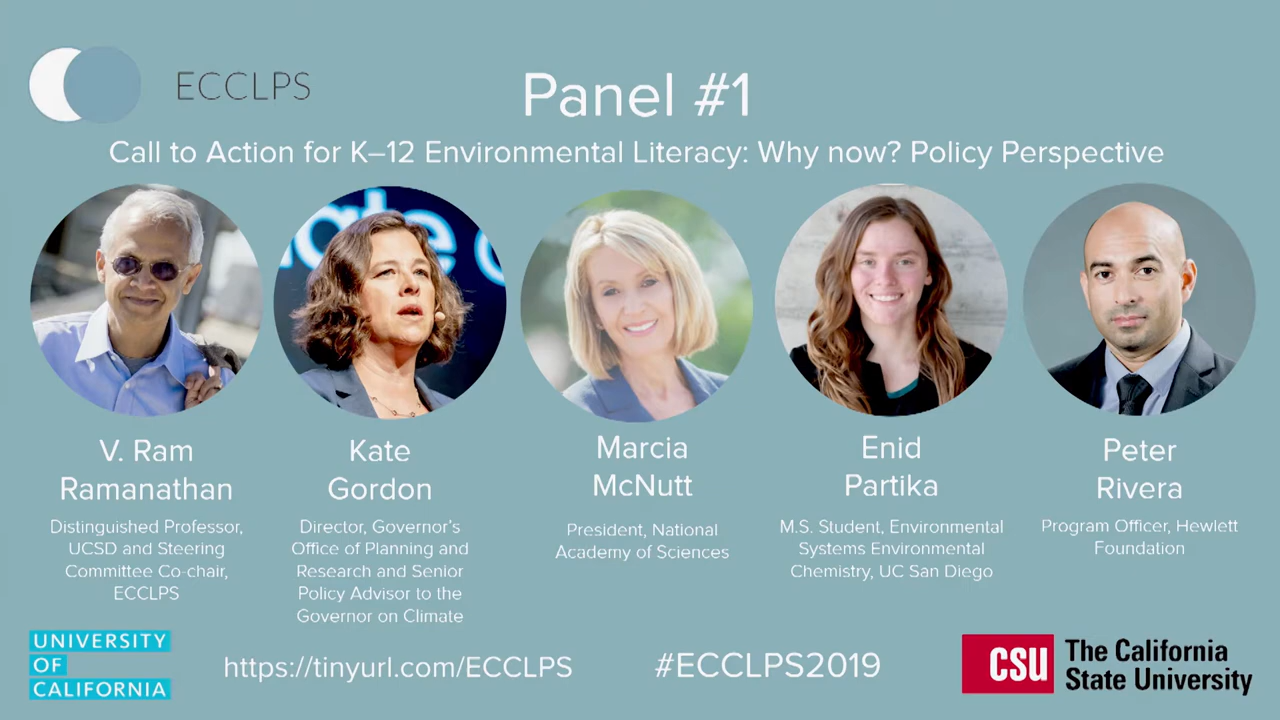 ECCLPS
Panel #1
Call to Action for K–12 Environmental Literacy: Why now? Policy Perspective
V. Ram
Ramanathan
Distinguished Professor,
UCSD and Steering
Committee Co-chair,
ECCLPS
Kate
Gordon
Director, Governor's
Office of Planning and
Research and Senior
Policy Advisor to the
Governor on Climate
Marcia
McNutt
President, National
Academy of Sciences
Enid
Partika
M.S. Student, Environmental
Systems Environmental
Chemistry, UC San Diego
Peter
Rivera
Program Officer, Hewlett
Foundation
UNIVERSITY
OF
CALIFORNIA
https://tinyurl.com/ECCLPS
#ECCLPS2019
CSU
The California
State University